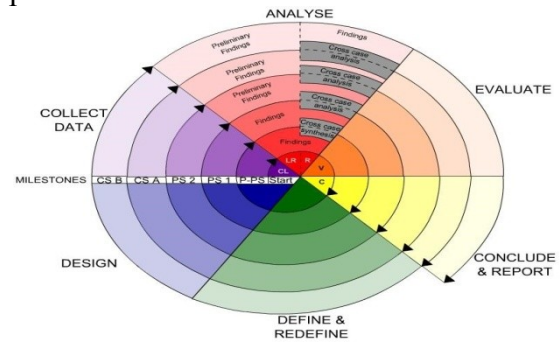 ANALYSE
Preliminary
Findings
Findings
Preliminary
Findings
Cross case
analysis
Preliminary
Findings
Cross case
analysis
Findings
Cross case
analysis
Findings
Cross case
synthesis
EVALUATE
COLLECT
DATA
LR
R
V
CL
C
MILESTONES
CS B
CS A
PS 2
PS 1
P-PS
Start
DESIGN
CONCLUDE
& REPORT
DEFINE &
REDEFINE